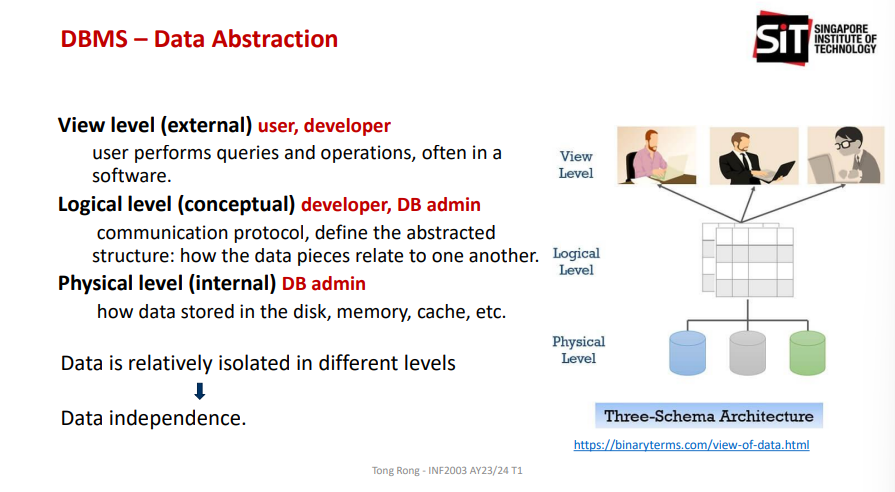 DBMS – Data Abstraction
SiT
SINGAPORE
INSTITUTE OF
TECHNOLOGY
View level (external) user, developer
user performs queries and operations, often in a
software.
Logical level (conceptual) developer, DB admin
communication protocol, define the abstracted
structure: how the data pieces relate to one another.
Physical level (internal) DB admin
how data stored in the disk, memory, cache, etc.
Data is relatively isolated in different levels
Data independence.
View
Level
Logical
Level
Physical
Level
Three-Schema Architecture
https://binaryterms.com/view-of-data.html
Tong Rong - INF2003 AY23/24 T1